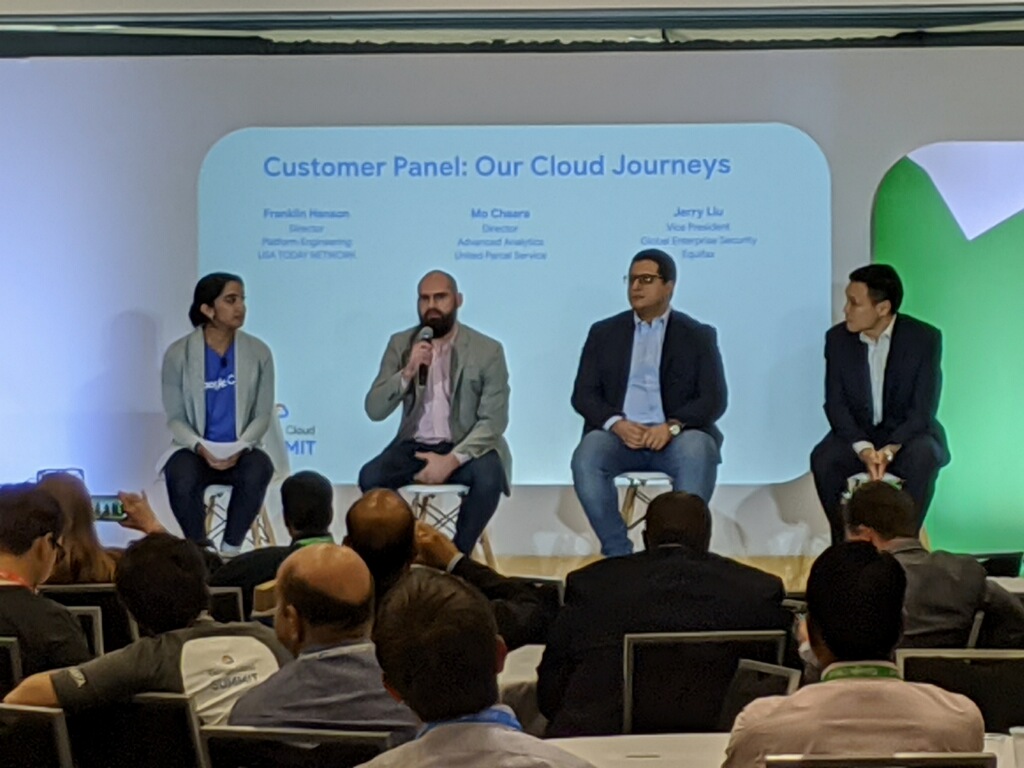 Customer Panel: Our Cloud Journeys
Franklin Hanson
Director
Platform Engineering
USA TODAY NETWORK
Mo Chaara
Director
Advanced Analytics
United Parcel Service
Jerry Liu
Vice President
Global Enterprise Security
Equifax
Cloud
MIT
SUMMIT